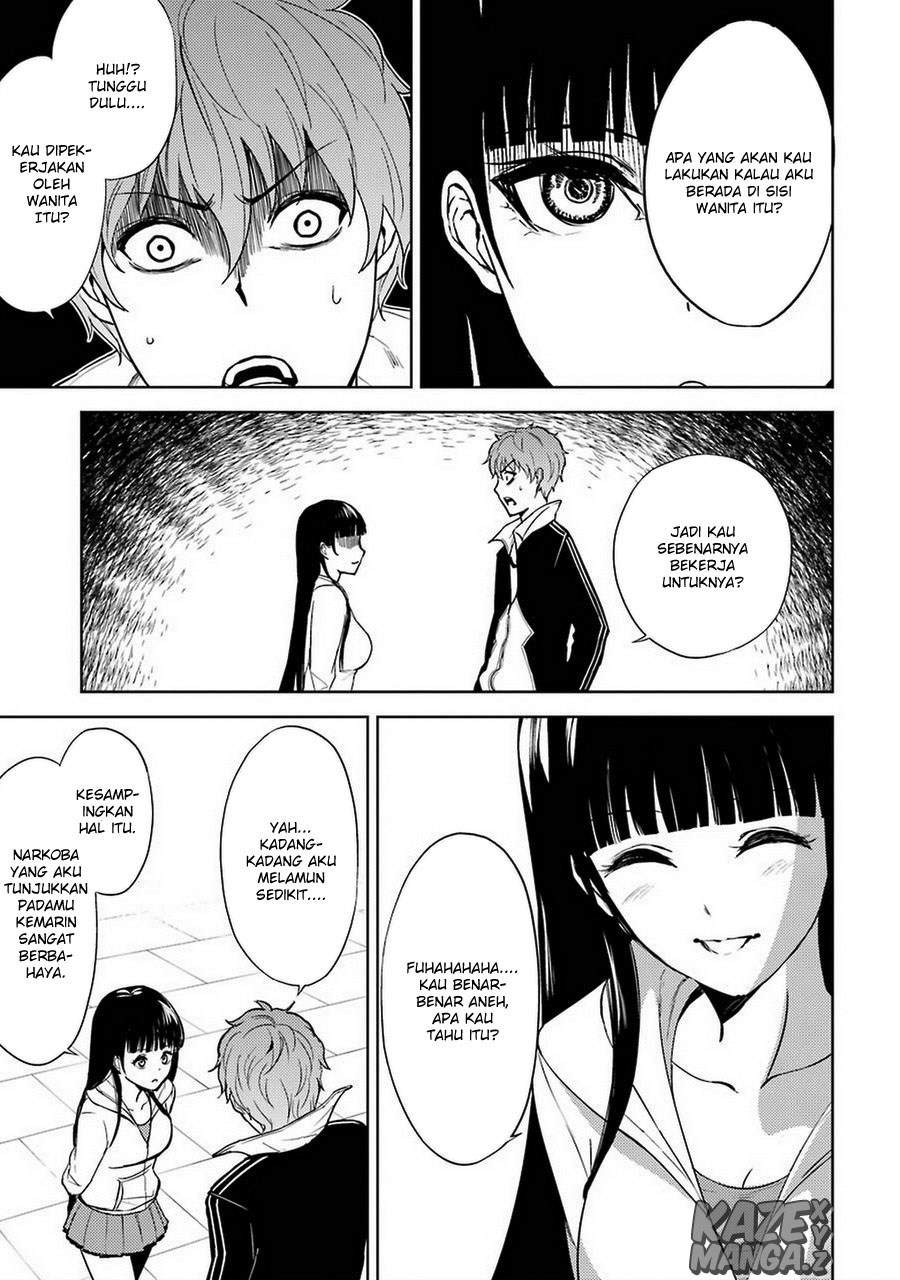 APA YANG AKAN KAU
LAKUKAN KALAU AKU
BERADA DI SISI
WANITA ITU?
HUH!?
TUNGGU
DULU....
KAU DIPEK-
ERJAKAN
OLEH
WANITA
ITU?
JADI KAU
SEBENARNYA
BEKERJA
UNTUKNYA?
FUHAHAHAHA....
KAU BENAR-
BENAR ANEH,
APA KAU
TAHU ITU?
YAH...
KADANG-
KADANG AKU
MELAMUN
SEDIKIT....
KESAMP-
INGKAN
HAL ITU.
NARKOBA
YANG AKU
TUNJUKKAN
PADAMU
KEMARIN
SANGAT
BERBA-
HAYA.
KAZE
MANGA.XYZ